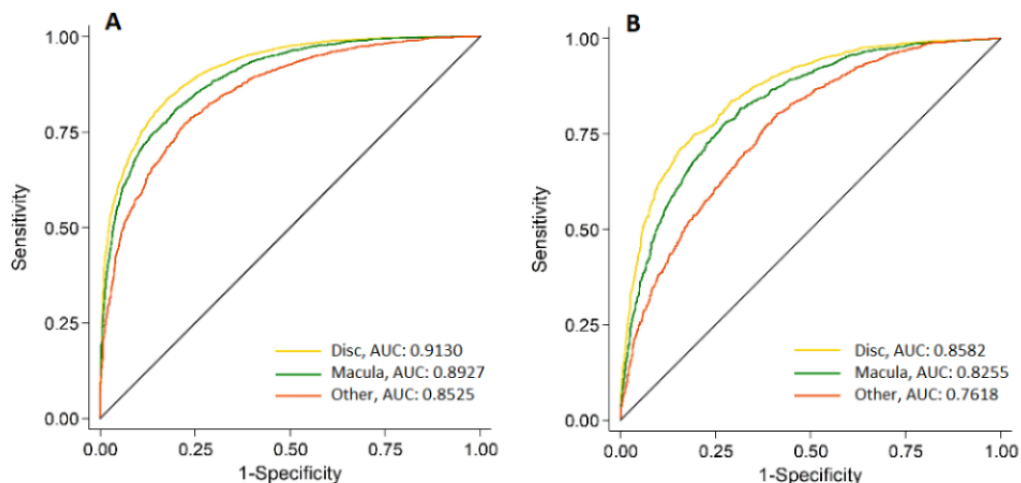 A
1.00
0.75
0.50
0.25
0.00
Sensitivity
Disc, AUC: 0.9130
Macula, AUC: 0.8927
Other, AUC: 0.8525
0.00 0.25 0.50 0.75 1.00
1-Specificity
B
1.00
0.75
0.50
0.25
0.00
Sensitivity
Disc, AUC: 0.8582
Macula, AUC: 0.8255
Other, AUC: 0.7618
0.00 0.25 0.50 0.75 1.00
1-Specificity